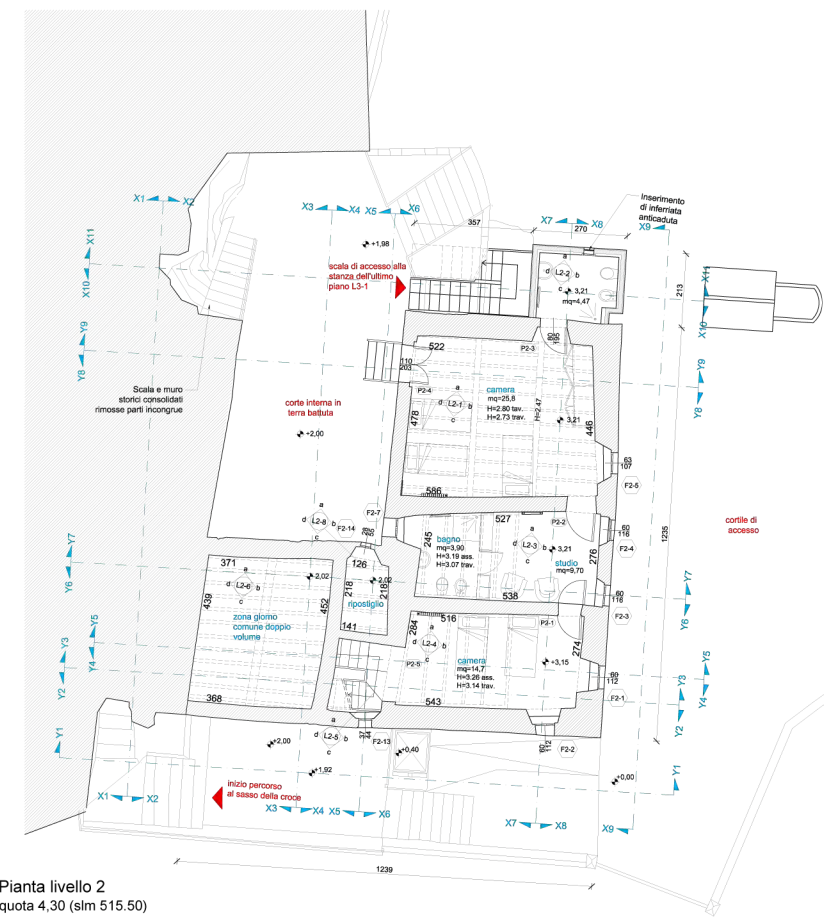 Inserimento
di inferriata
anticaduta
X1
X2
X3
X4
X5
X6
X7
X8
X9
357
270
X11
X10
+1,98
scala di accesso alla
stanza dell'ultimo
piano L3-1
a
d
L2-2
b
c
3,21
mq=4,47
213
X11
X10
Y9
Y8
80
195
P2-3
522
110
203
P2-4
camera
mq=25,8
H=2.80 tav.
H=2.73 trav.
H=2.47
a
L2-1
b
c
478
446
3,21
Y9
Y8
Scala e muro
storici consolidati
rimosse parti incongrue
corte interna in
terra battuta
+2,00
63
107
F2-5
586
527
P2-2
a
d
L2-8
b
c
F2-14
F2-7
28
55
245
bagno
mq=3,90
H=3.19 ass.
H=3.07 trav.
a
d
L2-3
b
c
3,21
studio
mq=9,70
276
60
116
F2-4
cortile di
accesso
1235
Y7
Y6
371
a
d
L2-6
b
c
2,02
126
2,02
218
218
439
452
ripostiglio
141
zona giorno
comune doppio
volume
368
538
60
116
F2-3
Y7
Y6
Y5
Y4
Y3
Y2
284
516
P2-1
a
d
L2-4
b
c
P2-5
camera
mq=14,7
H=3.26 ass.
H=3.14 trav.
+3,15
274
543
60
112
F2-1
Y5
Y4
Y3
Y2
a
d
L2-5
b
c
37
44
F2-13
60
112
F2-2
Y1
+2,00
+1,92
+0,40
+0,00
Y1
inizio percorso
al sasso della croce
X1
X2
X3
X4
X5
X6
X7
X8
X9
1239
Pianta livello 2
quota 4,30 (slm 515.50)